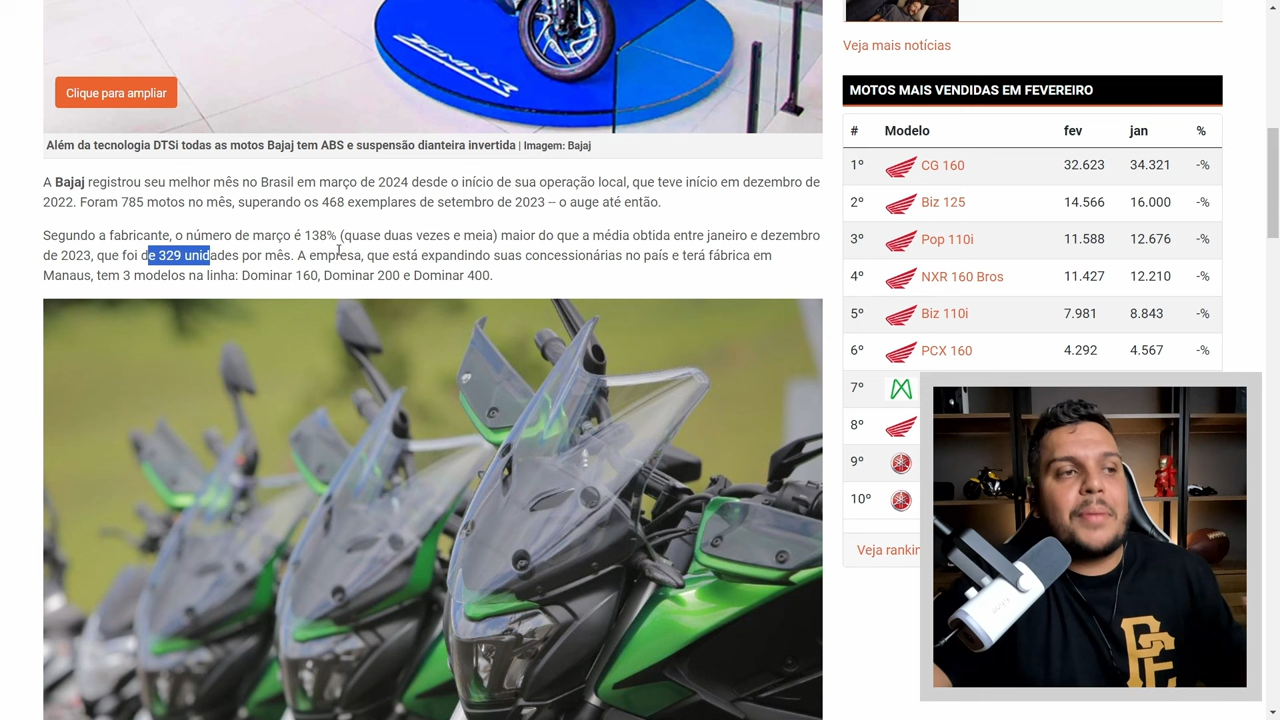 Clique para ampliar
Além da tecnologia DTSi todas as motos Bajaj tem ABS e suspensão dianteira invertida | Imagem: Bajaj
A Bajaj registrou seu melhor mês no Brasil em março de 2024 desde o início de sua operação local, que teve início em dezembro de
2022. Foram 785 motos no mês, superando os 468 exemplares de setembro de 2023 -- o auge até então.
Segundo a fabricante, o número de março é 138% (quase duas vezes e meia) maior do que a média obtida entre janeiro e dezembro
de 2023, que foi de 329 unidades por mês. A empresa, que está expandindo suas concessionárias no país e terá fábrica em
Manaus, tem 3 modelos na linha: Dominar 160, Dominar 200 e Dominar 400.
Veja mais notícias
MOTOS MAIS VENDIDAS EM FEVEREIRO
# Modelo fev jan %
1º CG 160 32.623 34.321 -%
2º Biz 125 14.566 16.000 -%
3º Pop 110i 11.588 12.676 -%
4º NXR 160 Bros 11.427 12.210 -%
5º Biz 110i 7.981 8.843 -%
6º PCX 160 4.292 4.567 -%
7º
8º
9º
10º
Veja rankin